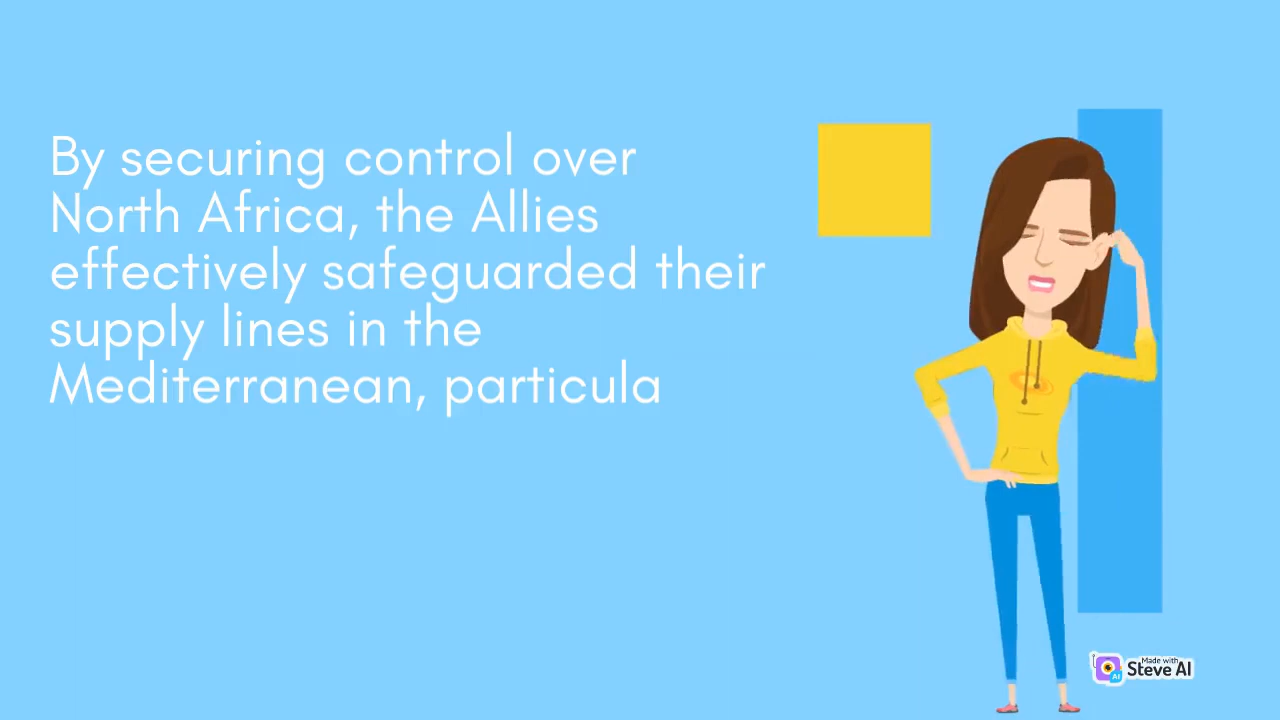 By securing control over
North Africa, the Allies
effectively safeguarded their
supply lines in the
Mediterranean, particula
Made with
Steve AI
AI